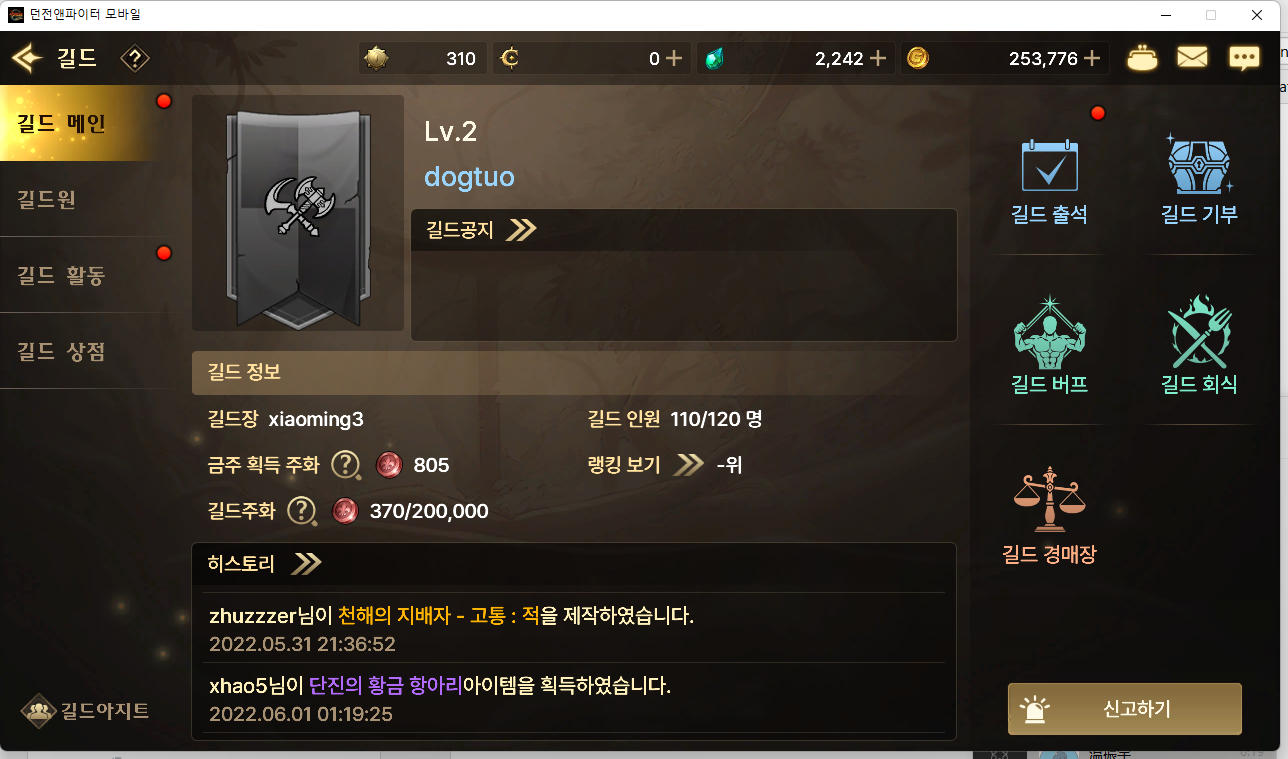 던전앤파이터 모바일
길드
310
0
2,242
253,776
길드 메인
길드원
길드 활동
길드 상점
길드아지트
Lv.2
dogtuo
길드공지
길드 정보
길드장 xiaoming3
길드 인원 110/120 명
금주 획득 주화 805
랭킹 보기 -위
길드주화 370/200,000
히스토리
zhuzzzer님이 천해의 지배자 - 고통 : 적을 제작하였습니다.
2022.05.31 21:36:52
xhao5님이 단진의 황금 항아리아이템을 획득하였습니다.
2022.06.01 01:19:25
길드 출석
길드 기부
길드 버프
길드 회식
길드 경매장
신고하기